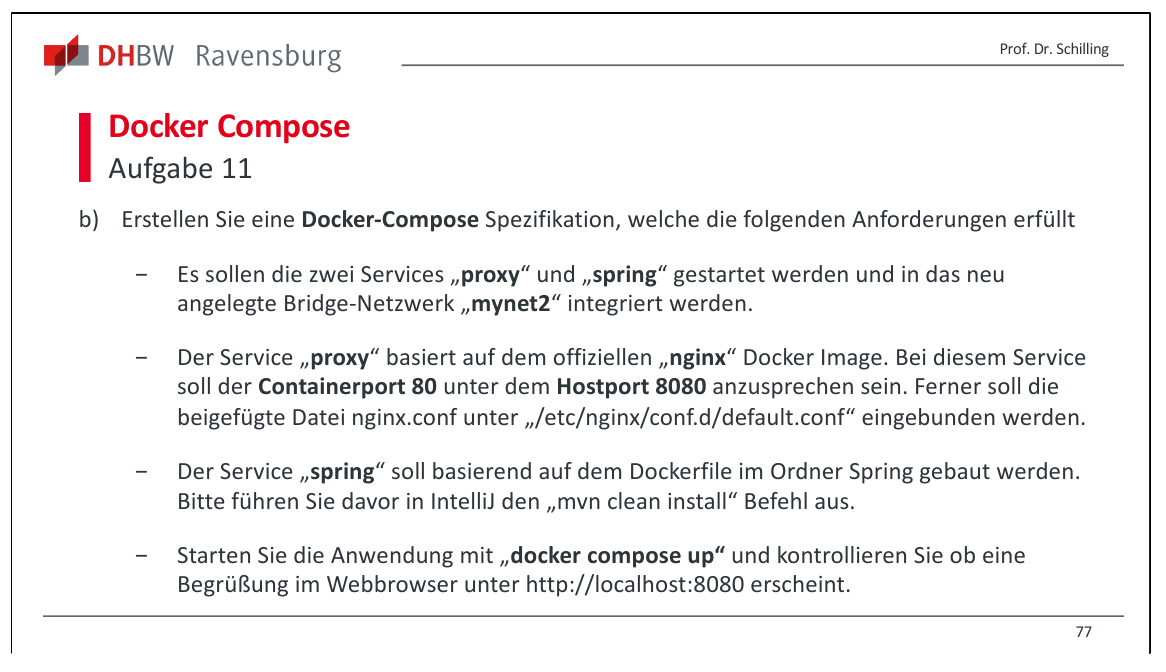 DHBW Ravensburg
Prof. Dr. Schilling
Docker Compose
Aufgabe 11
b) Erstellen Sie eine Docker-Compose Spezifikation, welche die folgenden Anforderungen erfüllt
– Es sollen die zwei Services „proxy“ und „spring“ gestartet werden und in das neu
angelegte Bridge-Netzwerk „mynet2“ integriert werden.
– Der Service „proxy“ basiert auf dem offiziellen „nginx“ Docker Image. Bei diesem Service
soll der Containerport 80 unter dem Hostport 8080 anzusprechen sein. Ferner soll die
beigefügte Datei nginx.conf unter „/etc/nginx/conf.d/default.conf“ eingebunden werden.
– Der Service „spring“ soll basierend auf dem Dockerfile im Ordner Spring gebaut werden.
Bitte führen Sie davor in IntelliJ den „mvn clean install“ Befehl aus.
– Starten Sie die Anwendung mit „docker compose up“ und kontrollieren Sie ob eine
Begrüßung im Webbrowser unter http://localhost:8080 erscheint.
77